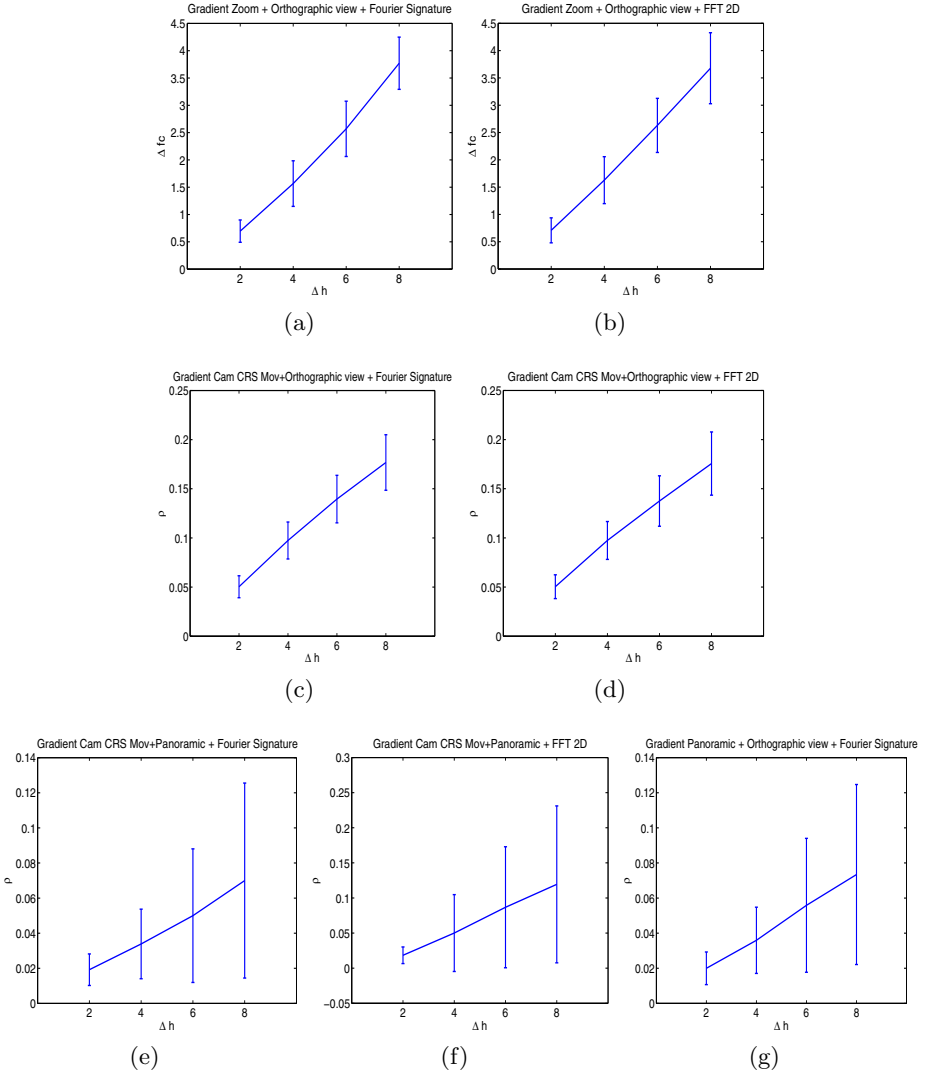 Gradient Zoom + Orthographic view + Fourier Signature
4.5
4
3.5
3
2.5
2
1.5
1
0.5
0
Δ fc
2 4 6 8
Δ h
(a)
Gradient Zoom + Orthographic view + FFT 2D
4.5
4
3.5
3
2.5
2
1.5
1
0.5
0
Δ fc
2 4 6 8
Δ h
(b)
Gradient Cam CRS Mov+Orthographic view + Fourier Signature
0.25
0.2
0.15
0.1
0.05
0
ρ
2 4 6 8
Δ h
(c)
Gradient Cam CRS Mov+Orthographic view + FFT 2D
0.25
0.2
0.15
0.1
0.05
0
ρ
2 4 6 8
Δ h
(d)
Gradient Cam CRS Mov+Panoramic + Fourier Signature
0.14
0.12
0.1
0.08
0.06
0.04
0.02
0
ρ
2 4 6 8
Δ h
(e)
Gradient Cam CRS Mov+Panoramic + FFT 2D
0.3
0.25
0.2
0.15
0.1
0.05
0
−0.05
ρ
2 4 6 8
Δ h
(f)
Gradient Panoramic + Orthographic view + Fourier Signature
0.14
0.12
0.1
0.08
0.06
0.04
0.02
0
ρ
2 4 6 8
Δ h
(g)